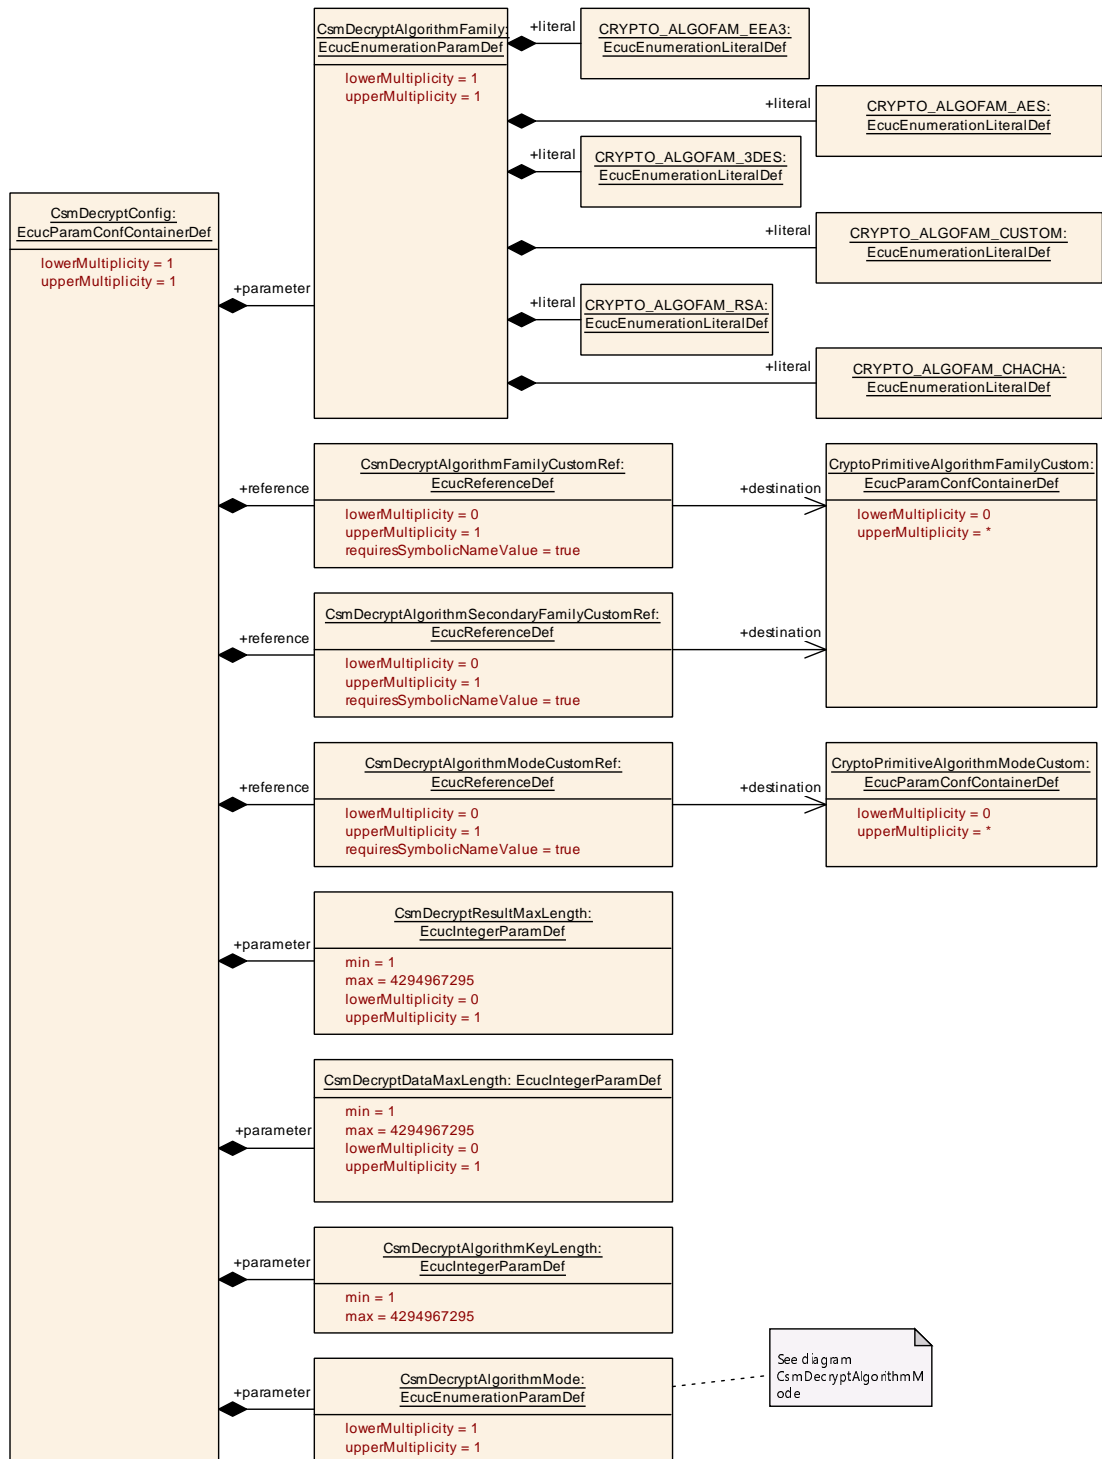 CsmDecryptAlgorithmFamily:
EcucEnumerationParamDef
lowerMultiplicity = 1
upperMultiplicity = 1
+literal
CRYPTO_ALGOFAM_EEA3:
EcucEnumerationLiteralDef
+literal
CRYPTO_ALGOFAM_AES:
EcucEnumerationLiteralDef
+literal
CRYPTO_ALGOFAM_3DES:
EcucEnumerationLiteralDef
+literal
CRYPTO_ALGOFAM_CUSTOM:
EcucEnumerationLiteralDef
+literal
CRYPTO_ALGOFAM_RSA:
EcucEnumerationLiteralDef
+literal
CRYPTO_ALGOFAM_CHACHA:
EcucEnumerationLiteralDef
CsmDecryptConfig:
EcucParamConfContainerDef
lowerMultiplicity = 1
upperMultiplicity = 1
+parameter
+reference
CsmDecryptAlgorithmFamilyCustomRef:
EcucReferenceDef
lowerMultiplicity = 0
upperMultiplicity = 1
requiresSymbolicNameValue = true
+destination
CryptoPrimitiveAlgorithmFamilyCustom:
EcucParamConfContainerDef
lowerMultiplicity = 0
upperMultiplicity = *
+reference
CsmDecryptAlgorithmSecondaryFamilyCustomRef:
EcucReferenceDef
lowerMultiplicity = 0
upperMultiplicity = 1
requiresSymbolicNameValue = true
+destination
+reference
CsmDecryptAlgorithmModeCustomRef:
EcucReferenceDef
lowerMultiplicity = 0
upperMultiplicity = 1
requiresSymbolicNameValue = true
+destination
CryptoPrimitiveAlgorithmModeCustom:
EcucParamConfContainerDef
lowerMultiplicity = 0
upperMultiplicity = *
+parameter
CsmDecryptResultMaxLength:
EcucIntegerParamDef
min = 1
max = 4294967295
lowerMultiplicity = 0
upperMultiplicity = 1
+parameter
CsmDecryptDataMaxLength: EcucIntegerParamDef
min = 1
max = 4294967295
lowerMultiplicity = 0
upperMultiplicity = 1
+parameter
CsmDecryptAlgorithmKeyLength:
EcucIntegerParamDef
min = 1
max = 4294967295
+parameter
CsmDecryptAlgorithmMode:
EcucEnumerationParamDef
lowerMultiplicity = 1
upperMultiplicity = 1
See diagram
CsmDecryptAlgorithmM
ode